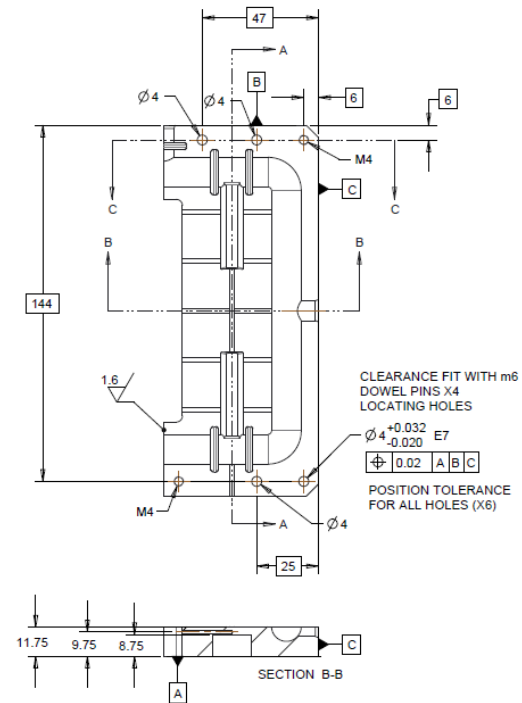 47
A
B
6
6
Ø4
Ø4
M4
C
C
C
B
B
144
1.6
CLEARANCE FIT WITH m6
DOWEL PINS X4
LOCATING HOLES
Ø4 +0.032 -0.020 E7
⌖ 0.02 A B C
POSITION TOLERANCE
FOR ALL HOLES (X6)
M4
A
Ø4
25
11.75
9.75
8.75
C
SECTION B-B
A